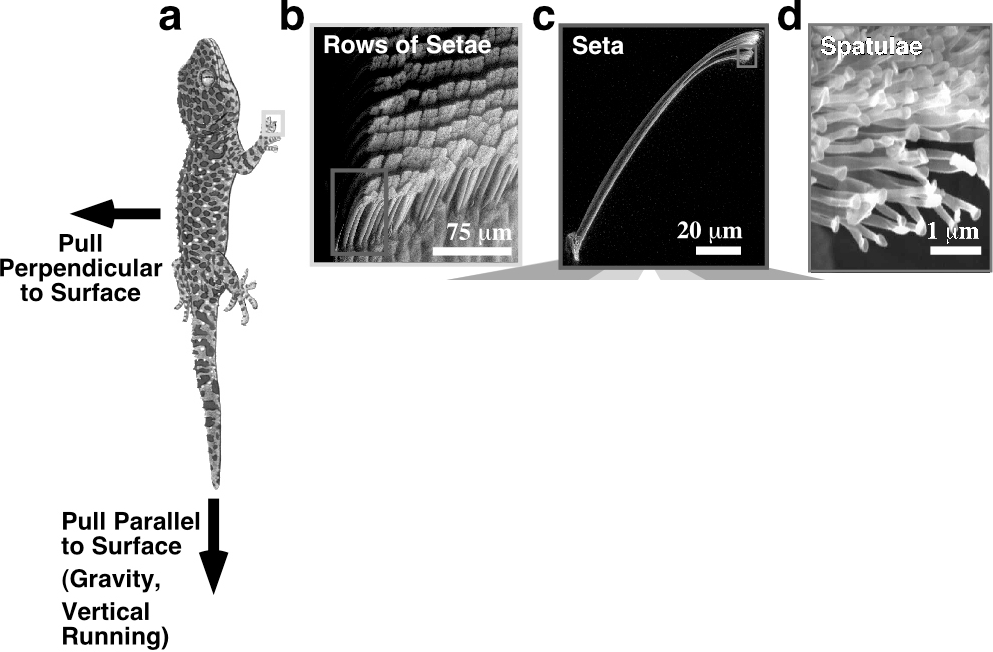 a
b
c
d
Rows of Setae
Seta
Spatulae
75 μm
20 μm
1 μm
Pull
Perpendicular
to Surface
Pull Parallel
to Surface
(Gravity,
Vertical
Running)